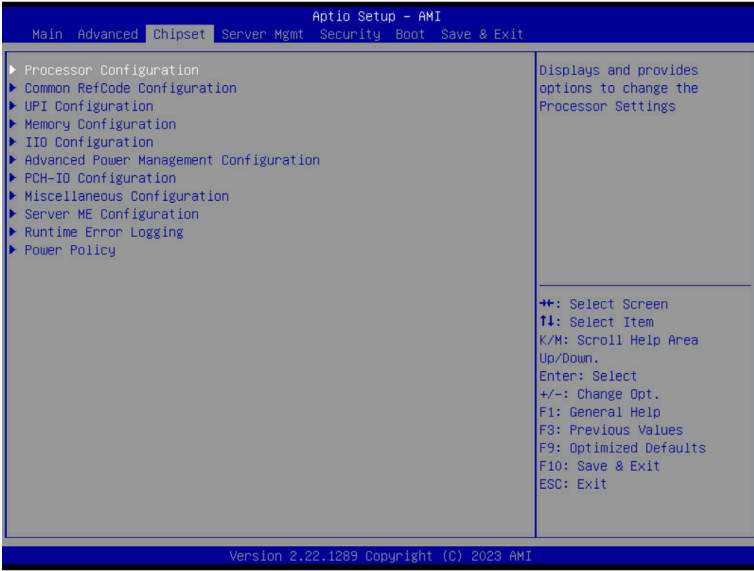 Aptio Setup – AMI
Main Advanced Chipset Server Mgmt Security Boot Save & Exit
Processor Configuration
Common RefCode Configuration
UPI Configuration
Memory Configuration
IIO Configuration
Advanced Power Management Configuration
PCH-IO Configuration
Miscellaneous Configuration
Server ME Configuration
Runtime Error Logging
Power Policy
Displays and provides
options to change the
Processor Settings
→←: Select Screen
↑↓: Select Item
K/M: Scroll Help Area
Up/Down.
Enter: Select
+/-: Change Opt.
F1: General Help
F3: Previous Values
F9: Optimized Defaults
F10: Save & Exit
ESC: Exit
Version 2.22.1289 Copyright (C) 2023 AMI